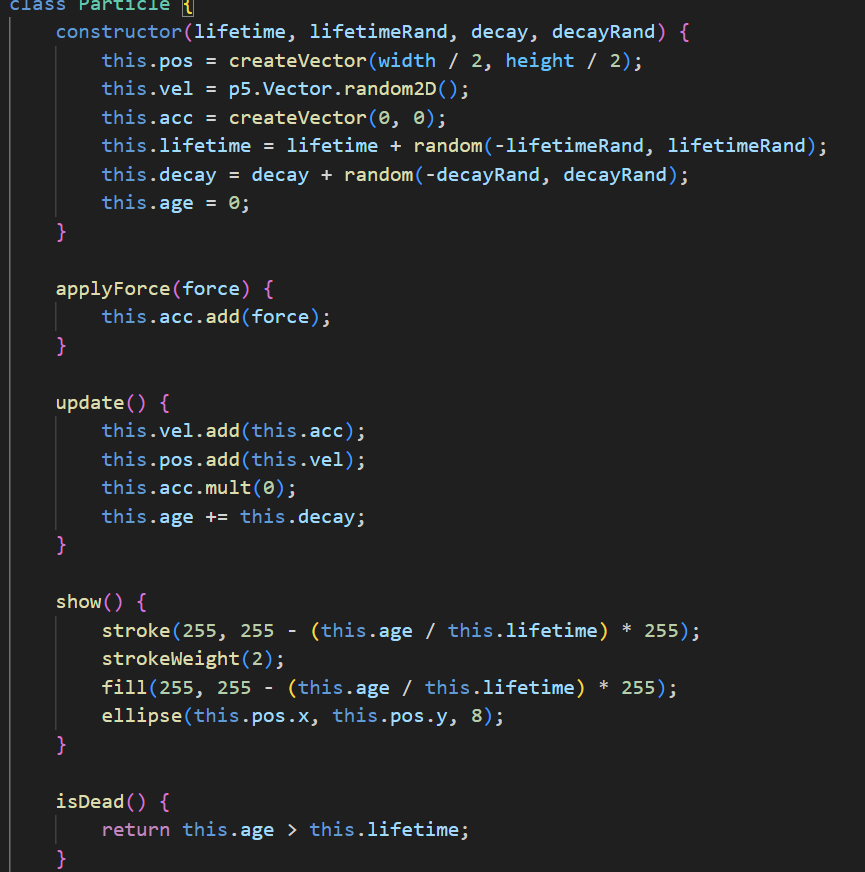 class Particle {
constructor(lifetime, lifetimeRand, decay, decayRand) {
this.pos = createVector(width / 2, height / 2);
this.vel = p5.Vector.random2D();
this.acc = createVector(0, 0);
this.lifetime = lifetime + random(-lifetimeRand, lifetimeRand);
this.decay = decay + random(-decayRand, decayRand);
this.age = 0;
}
applyForce(force) {
this.acc.add(force);
}
update() {
this.vel.add(this.acc);
this.pos.add(this.vel);
this.acc.mult(0);
this.age += this.decay;
}
show() {
stroke(255, 255 - (this.age / this.lifetime) * 255);
strokeWeight(2);
fill(255, 255 - (this.age / this.lifetime) * 255);
ellipse(this.pos.x, this.pos.y, 8);
}
isDead() {
return this.age > this.lifetime;
}